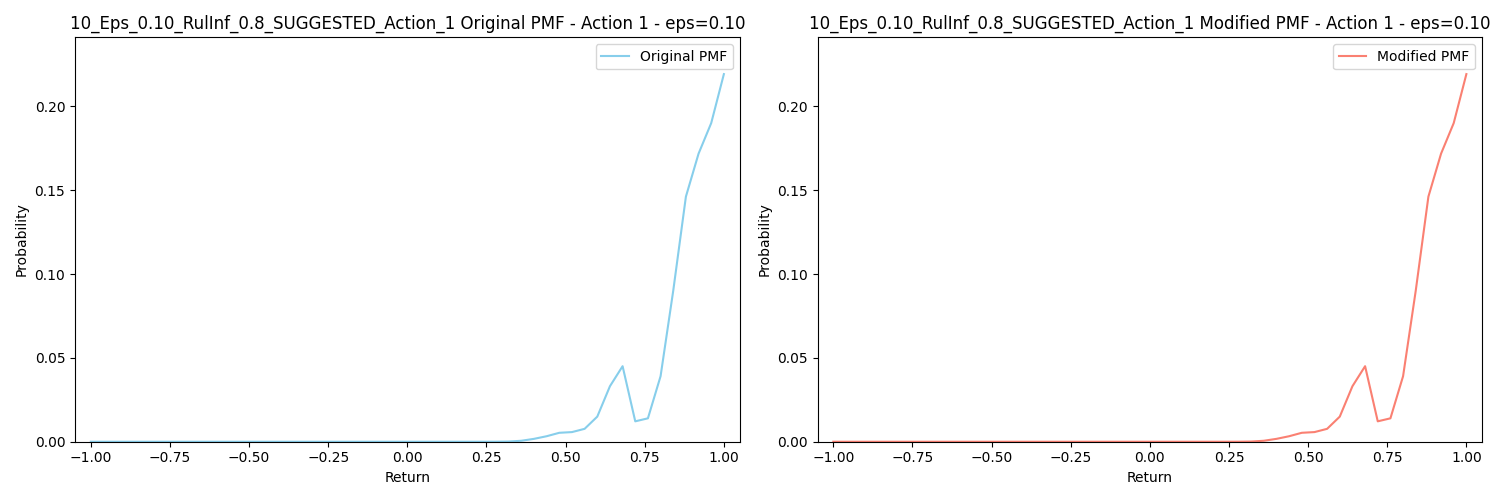 10_Eps_0.10_RulInf_0.8_SUGGESTED_Action_1 Original PMF - Action 1 - eps=0.10
Original PMF
0.20
0.15
0.10
0.05
0.00
Probability
−1.00 −0.75 −0.50 −0.25 0.00 0.25 0.50 0.75 1.00
Return
10_Eps_0.10_RulInf_0.8_SUGGESTED_Action_1 Modified PMF - Action 1 - eps=0.10
Modified PMF
0.20
0.15
0.10
0.05
0.00
Probability
−1.00 −0.75 −0.50 −0.25 0.00 0.25 0.50 0.75 1.00
Return